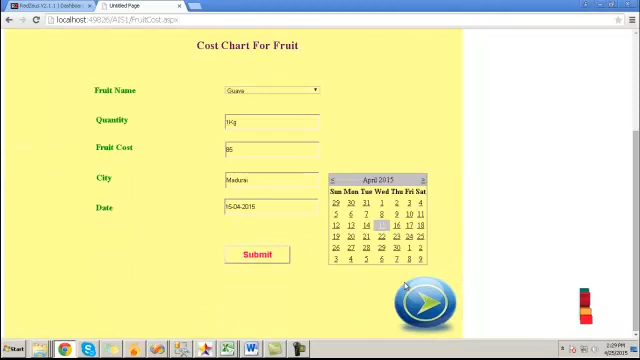 RedZeus V2.1.1 | Dashboard
Untitled Page
localhost:49826/AJS1/FruitCost.aspx
Cost Chart For Fruit
Fruit Name
Guava
Quantity
1Kg
Fruit Cost
85
City
Madurai
Date
15-04-2015
< April 2015 >
Sun Mon Tue Wed Thu Fri Sat
29 30 31 1 2 3 4
5 6 7 8 9 10 11
12 13 14 15 16 17 18
19 20 21 22 23 24 25
26 27 28 29 30 1 2
3 4 5 6 7 8 9
Submit
Start
2:29 PM
4/25/2015